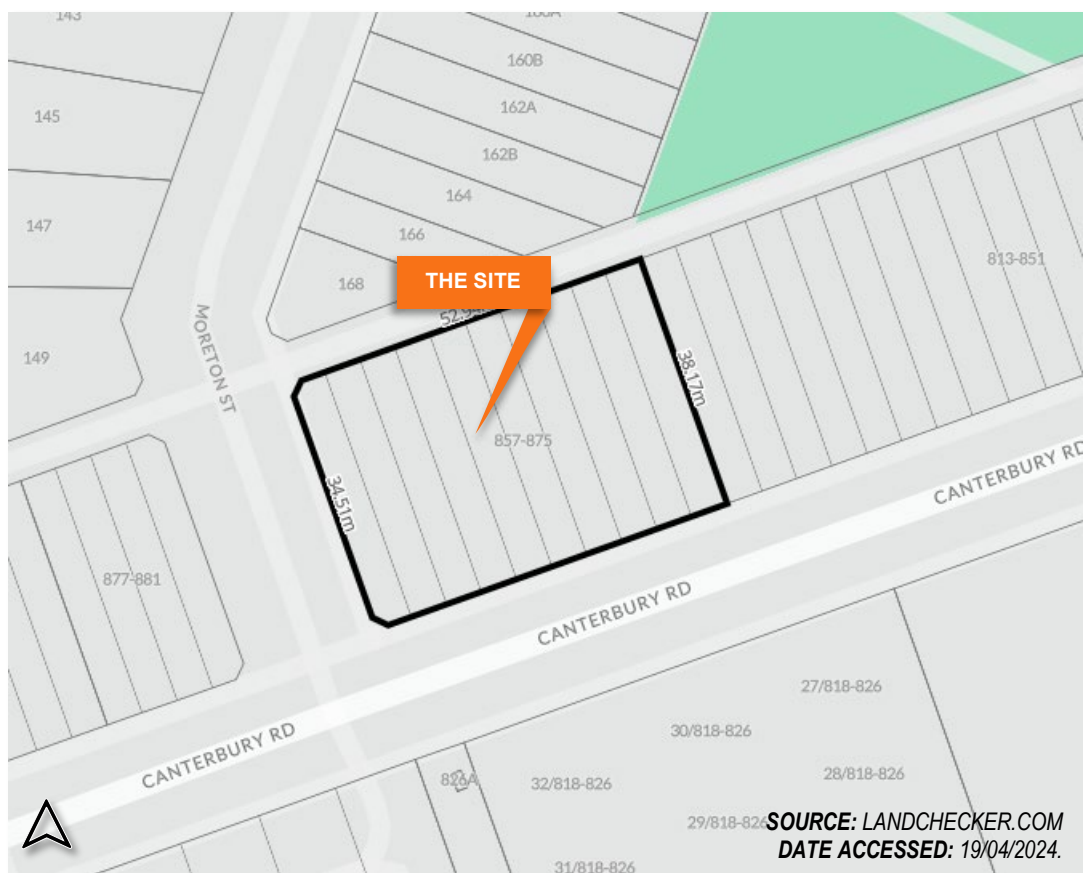 143
160A
160B
145
162A
162B
164
147
166
813-851
168
THE SITE
MORETON ST
149
38.17m
857-875
34.51m
CANTERBURY RD
877-881
CANTERBURY RD
27/818-826
30/818-826
CANTERBURY RD
826A
32/818-826
28/818-826
29/818-826
SOURCE: LANDCHECKER.COM
DATE ACCESSED: 19/04/2024.
31/818-826